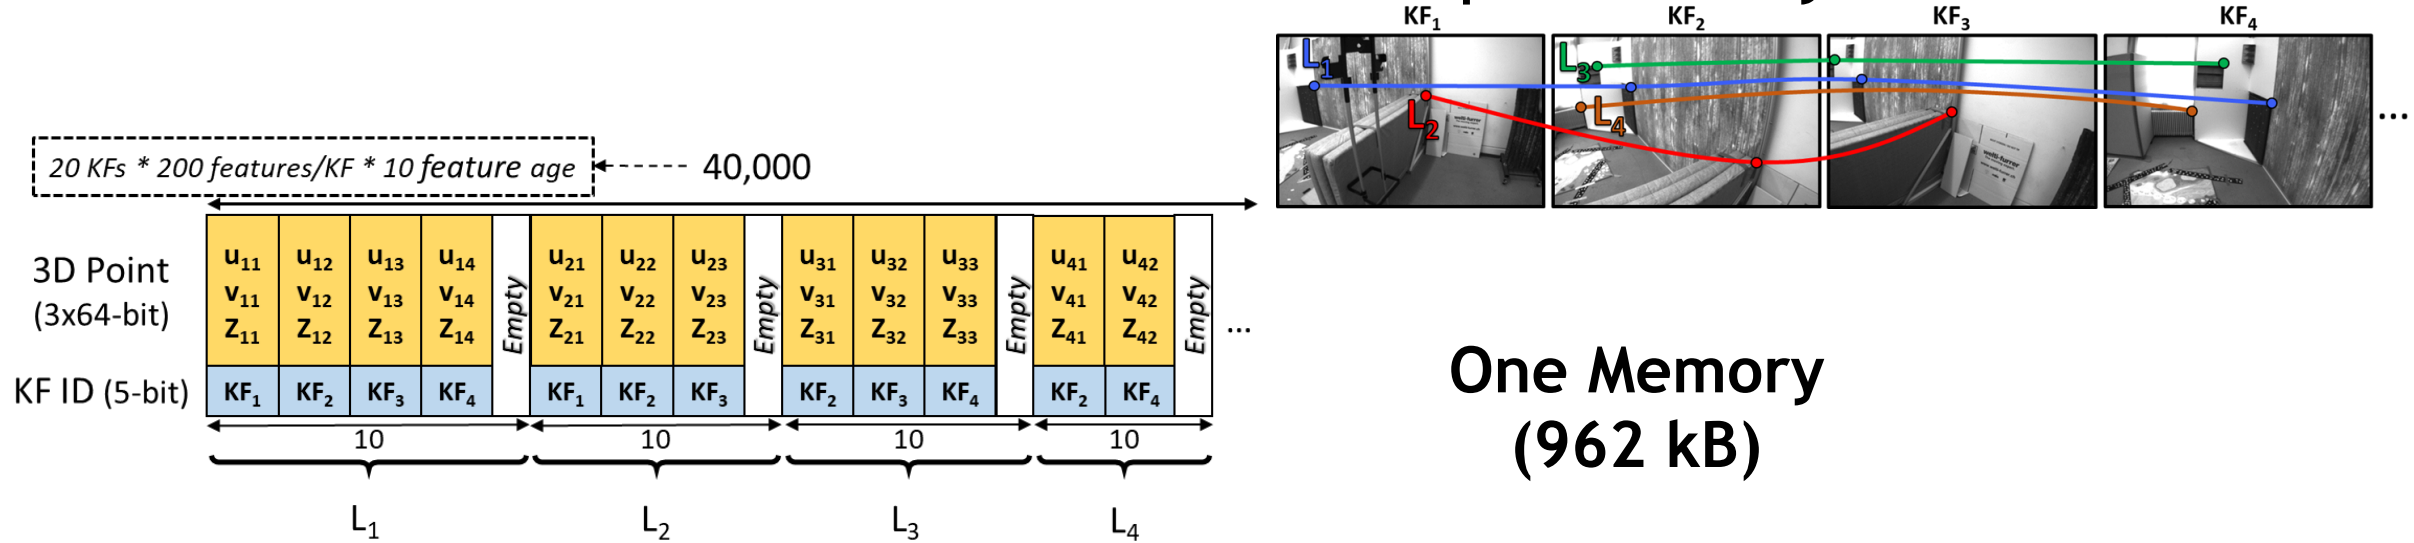 KF1 KF2 KF3 KF4
L1 L2 L3 L4 ...
20 KFs * 200 features/KF * 10 feature age
40,000
3D Point
(3x64-bit)
u11 u12 u13 u14 u21 u22 u23 u31 u32 u33 u41 u42
v11 v12 v13 v14 v21 v22 v23 v31 v32 v33 v41 v42
Z11 Z12 Z13 Z14 Z21 Z22 Z23 Z31 Z32 Z33 Z41 Z42
Empty Empty Empty Empty ...
KF ID (5-bit)
KF1 KF2 KF3 KF4 KF1 KF2 KF3 KF2 KF3 KF4 KF2 KF4
10 10 10 10
L1 L2 L3 L4
One Memory
(962 kB)